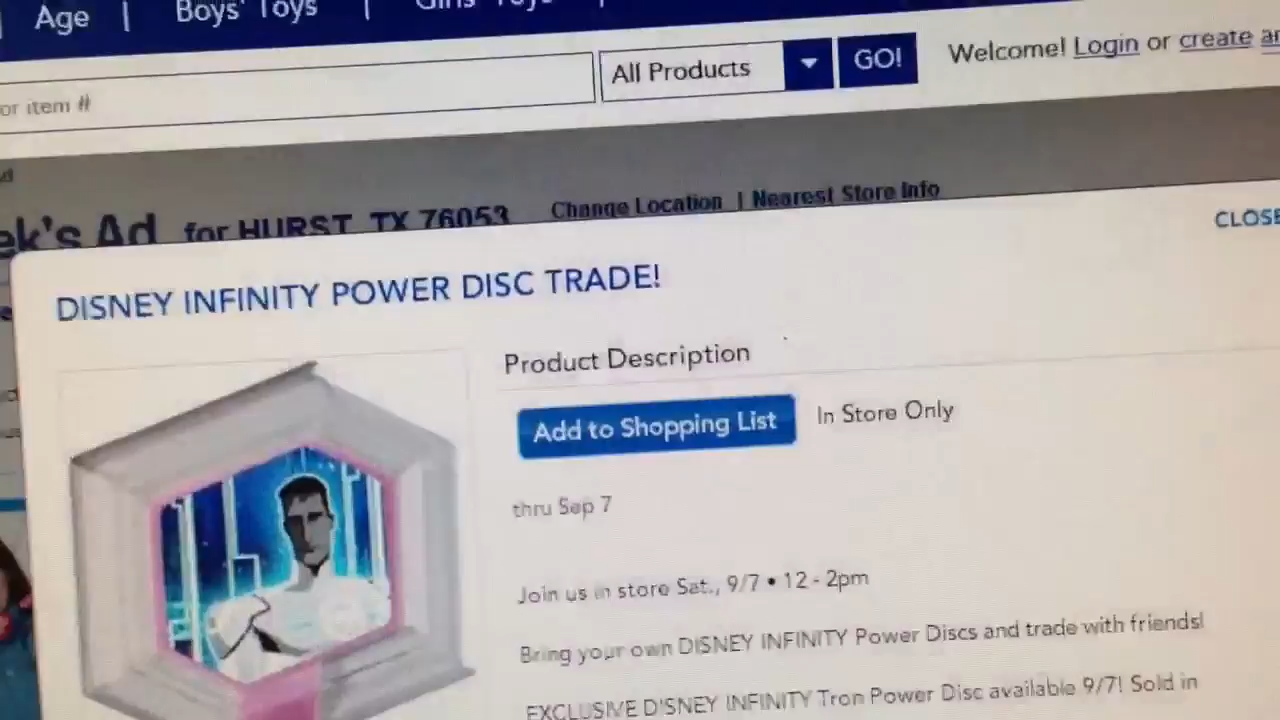 Age | Boys' Toys |
or item # All Products GO! Welcome! Login or create
ek's Ad for HURST, TX 76053 Change Location | Nearest Store Info
CLOSE
DISNEY INFINITY POWER DISC TRADE!
Product Description
Add to Shopping List In Store Only
thru Sep 7
Join us in store Sat., 9/7 • 12 - 2pm
Bring your own DISNEY INFINITY Power Discs and trade with friends!
EXCLUSIVE DISNEY INFINITY Tron Power Disc available 9/7! Sold in